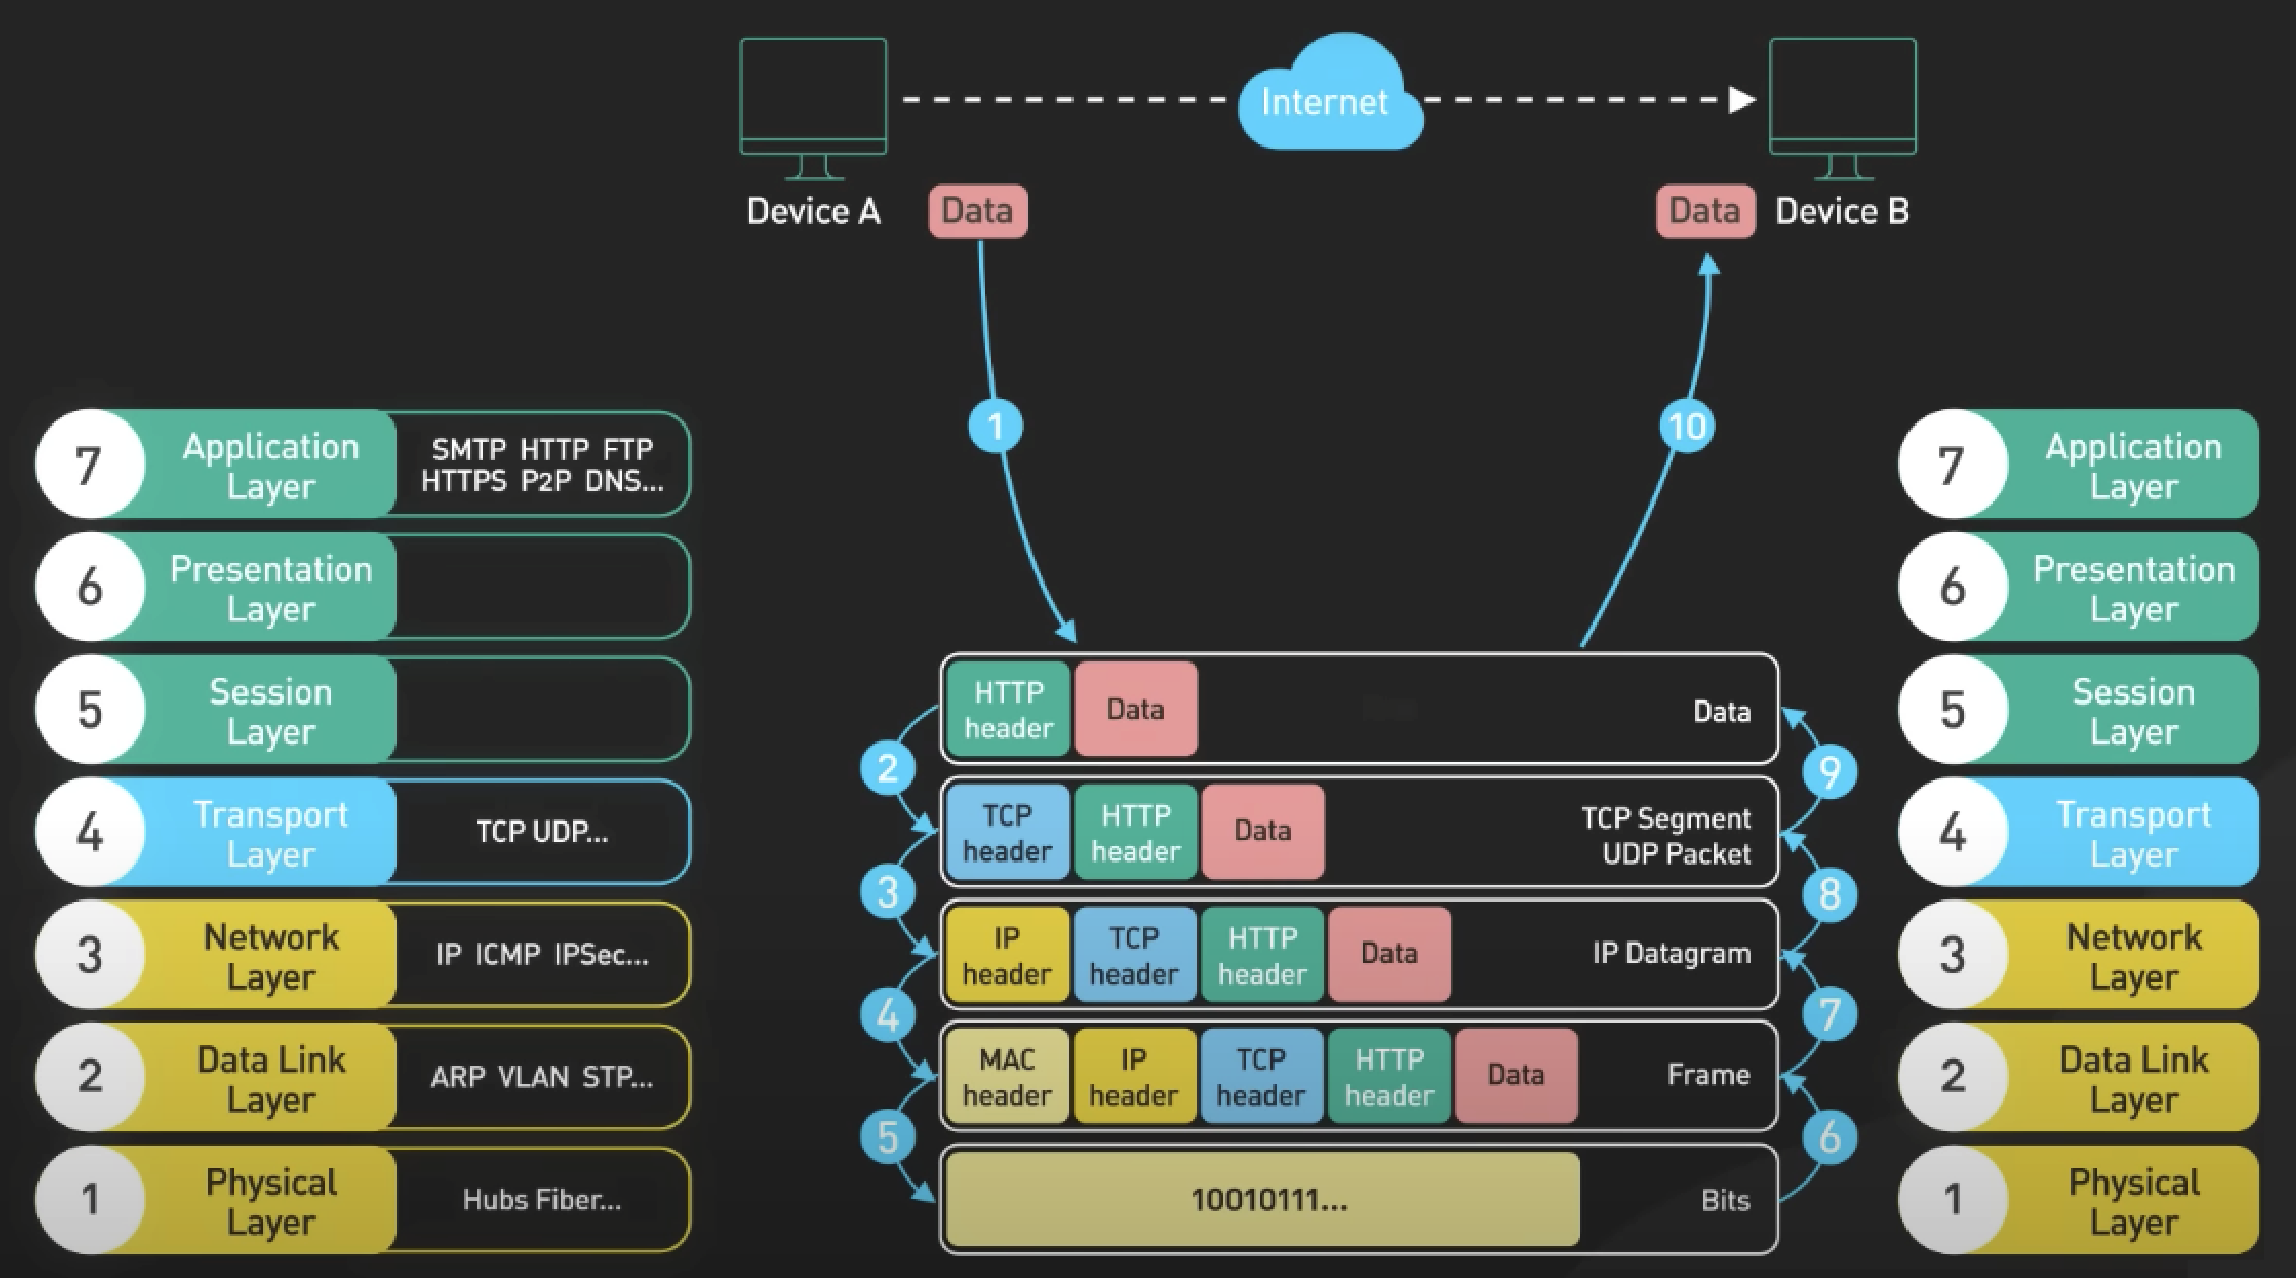 Internet
Device A
Data
Data
Device B
1
10
7
Application
Layer
SMTP HTTP FTP
HTTPS P2P DNS...
6
Presentation
Layer
5
Session
Layer
4
Transport
Layer
TCP UDP...
3
Network
Layer
IP ICMP IPSec...
2
Data Link
Layer
ARP VLAN STP...
1
Physical
Layer
Hubs Fiber...
HTTP
header
Data
Data
2
9
TCP
header
HTTP
header
Data
TCP Segment
UDP Packet
3
8
IP
header
TCP
header
HTTP
header
Data
IP Datagram
4
7
MAC
header
IP
header
TCP
header
HTTP
header
Data
Frame
5
6
10010111...
Bits
7
Application
Layer
6
Presentation
Layer
5
Session
Layer
4
Transport
Layer
3
Network
Layer
2
Data Link
Layer
1
Physical
Layer